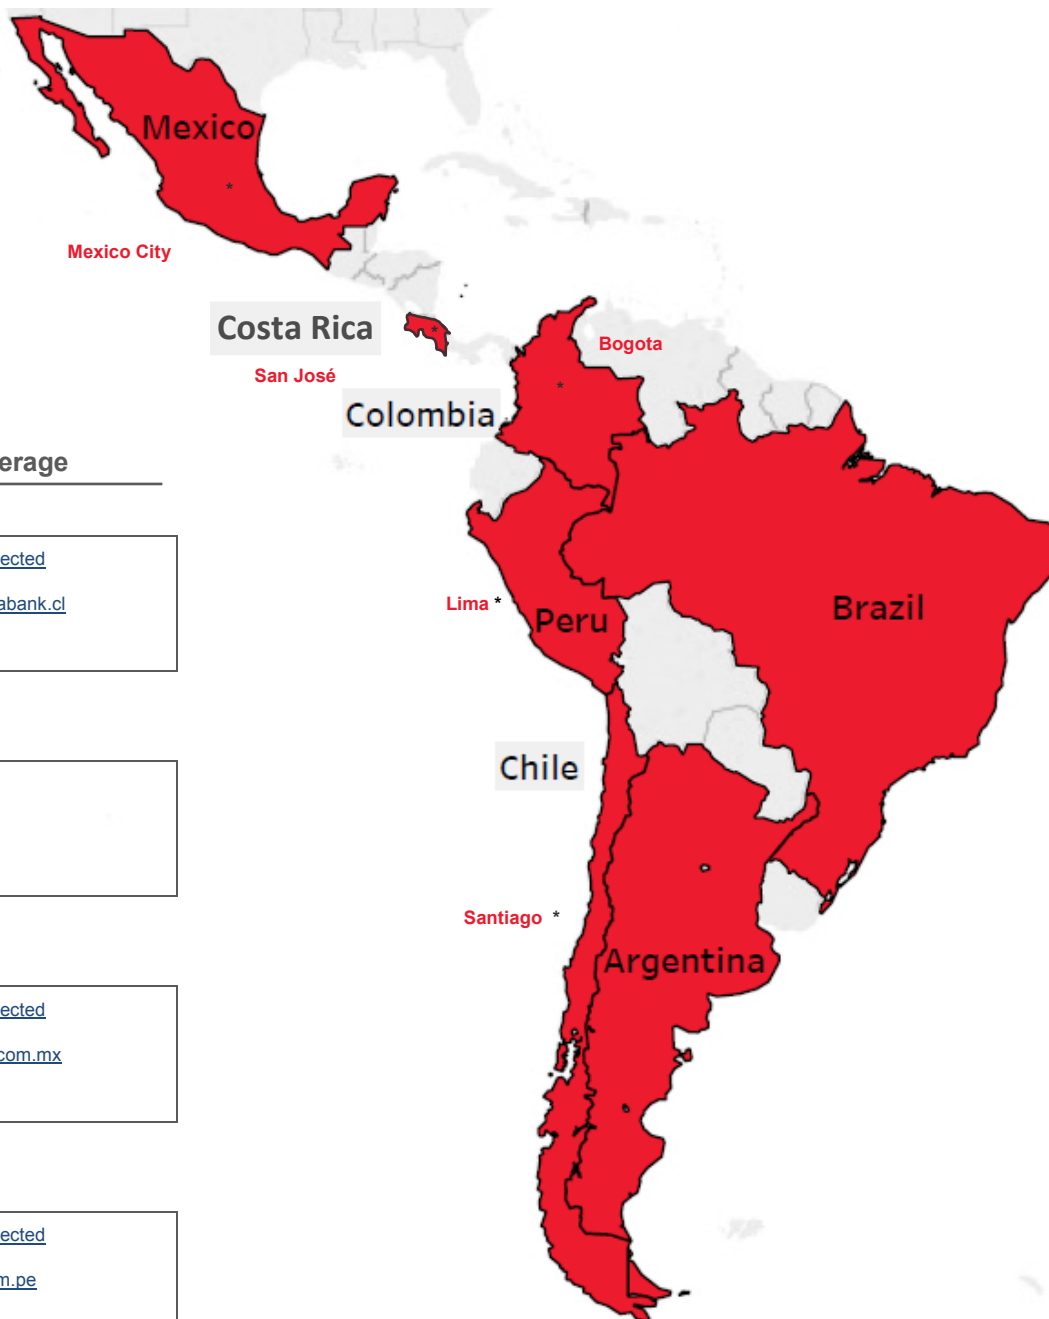 Mexico
*
Mexico City
Costa Rica
*
San José
Bogota
*
Colombia
erage
ected
abank.cl
Lima *
Peru
Brazil
Chile
Santiago *
Argentina
ected
com.mx
ected
m.pe